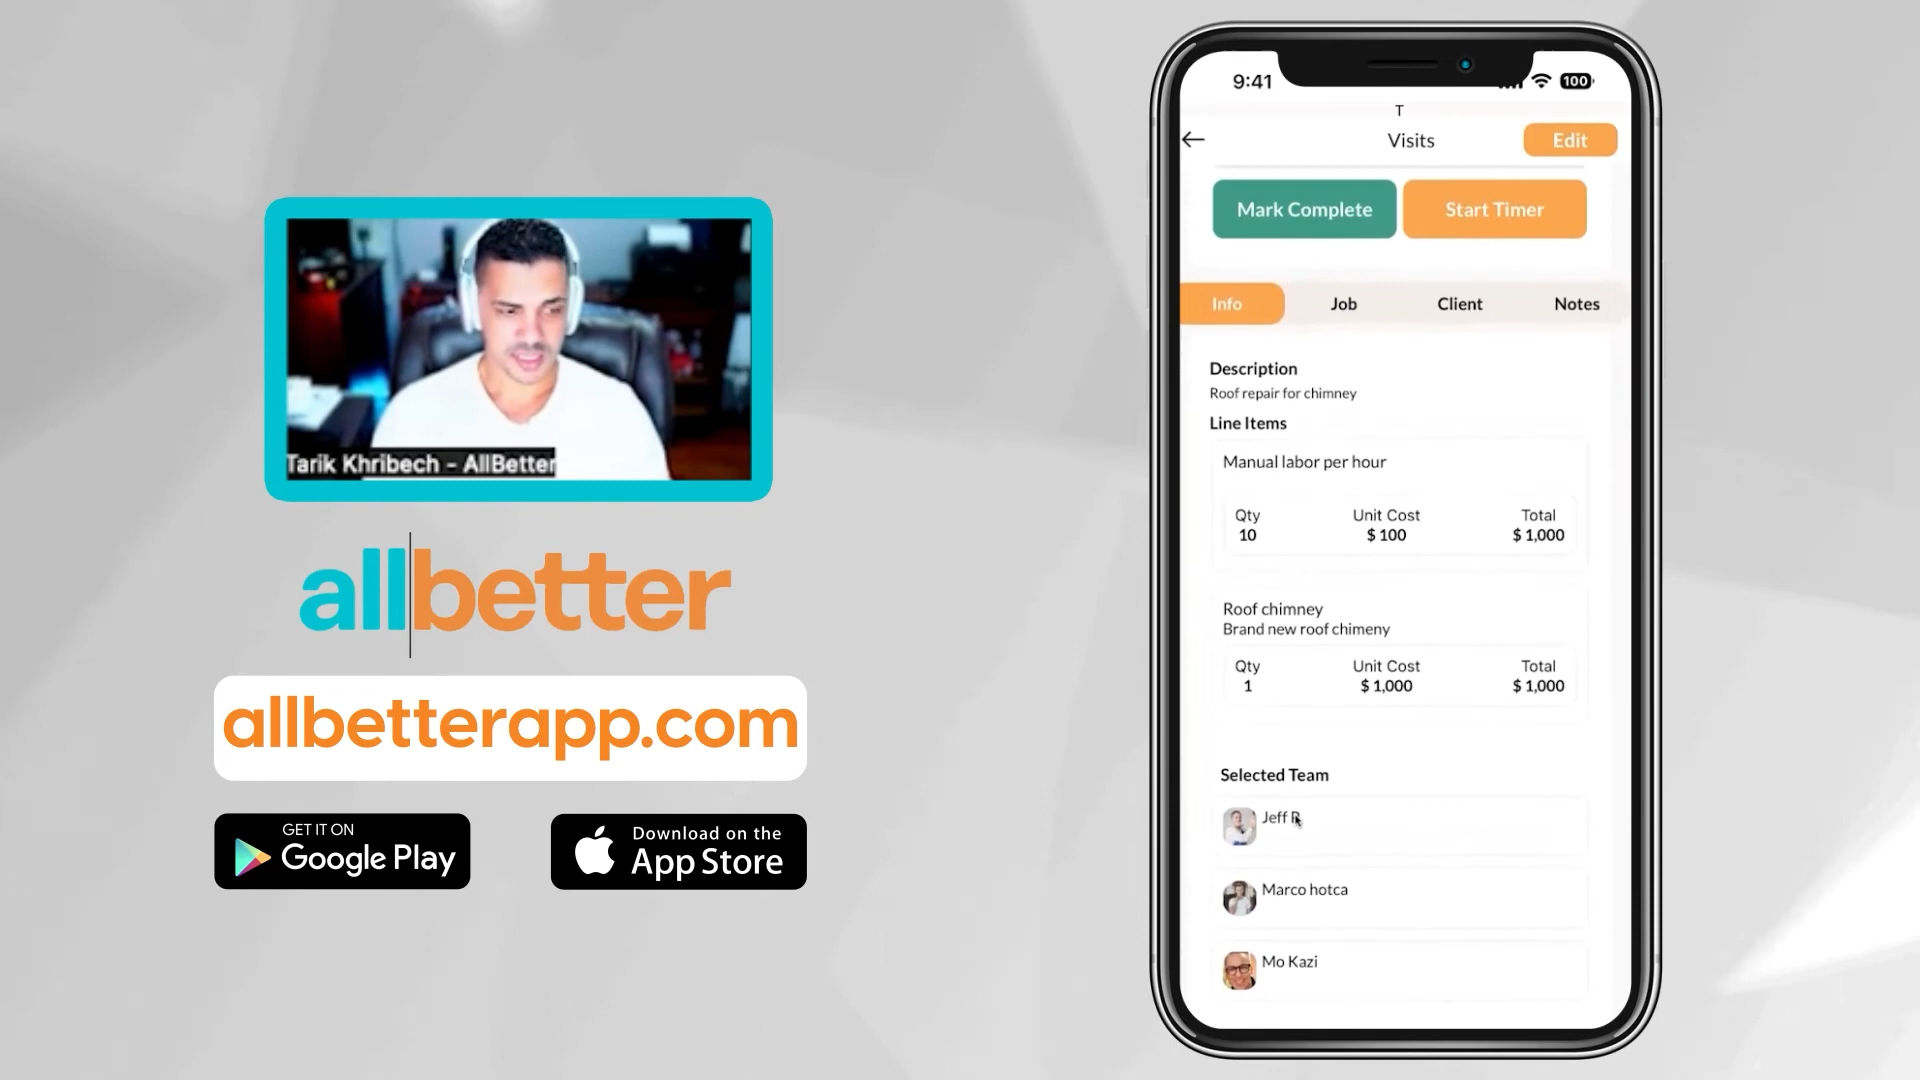 Tarik Khribech - AllBetter
allbetter
allbetterapp.com
GET IT ON
Google Play
Download on the
App Store
9:41
100
T
Visits
Edit
Mark Complete
Start Timer
Info
Job
Client
Notes
Description
Roof repair for chimney
Line Items
Manual labor per hour
Qty
Unit Cost
Total
10
$ 100
$ 1,000
Roof chimney
Brand new roof chimeny
Qty
Unit Cost
Total
1
$ 1,000
$ 1,000
Selected Team
Jeff
Marco hotca
Mo Kazi